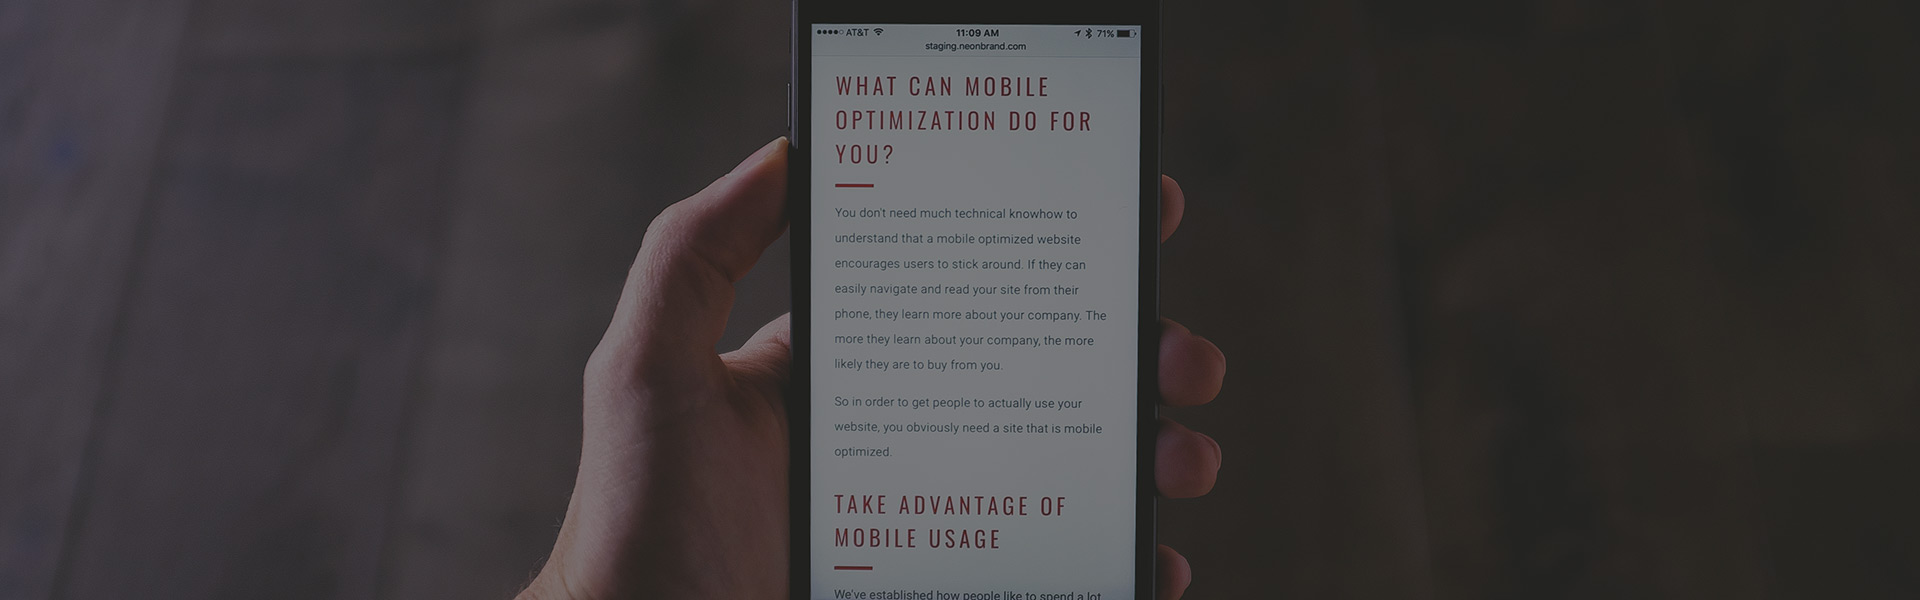 AT&T 11:09 AM 71%
staging.neonbrand.com
WHAT CAN MOBILE
OPTIMIZATION DO FOR
YOU?
You don't need much technical knowhow to
understand that a mobile optimized website
encourages users to stick around. If they can
easily navigate and read your site from their
phone, they learn more about your company. The
more they learn about your company, the more
likely they are to buy from you.
So in order to get people to actually use your
website, you obviously need a site that is mobile
optimized.
TAKE ADVANTAGE OF
MOBILE USAGE
We've established how people like to spend a lot